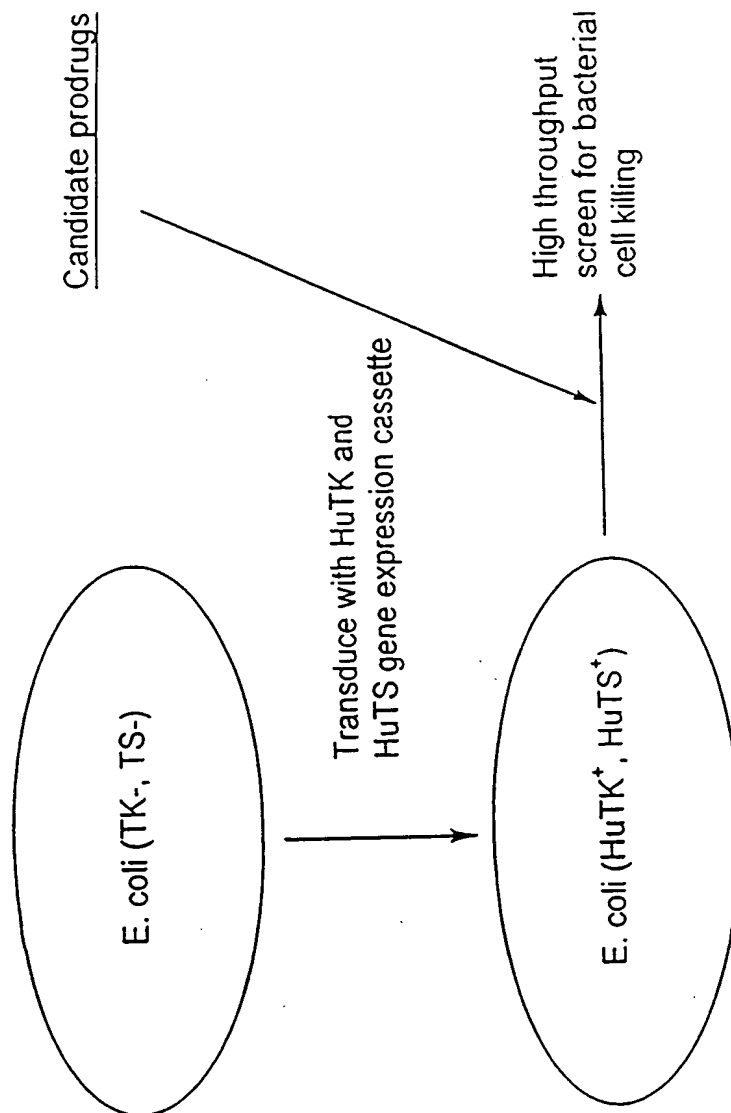 E. coli (TK-, TS-)
Candidate prodrugs
Transduce with HuTK and
HuTS gene expression cassette
E. coli (HuTK⁺, HuTS⁺)
High throughput
screen for bacterial
cell killing